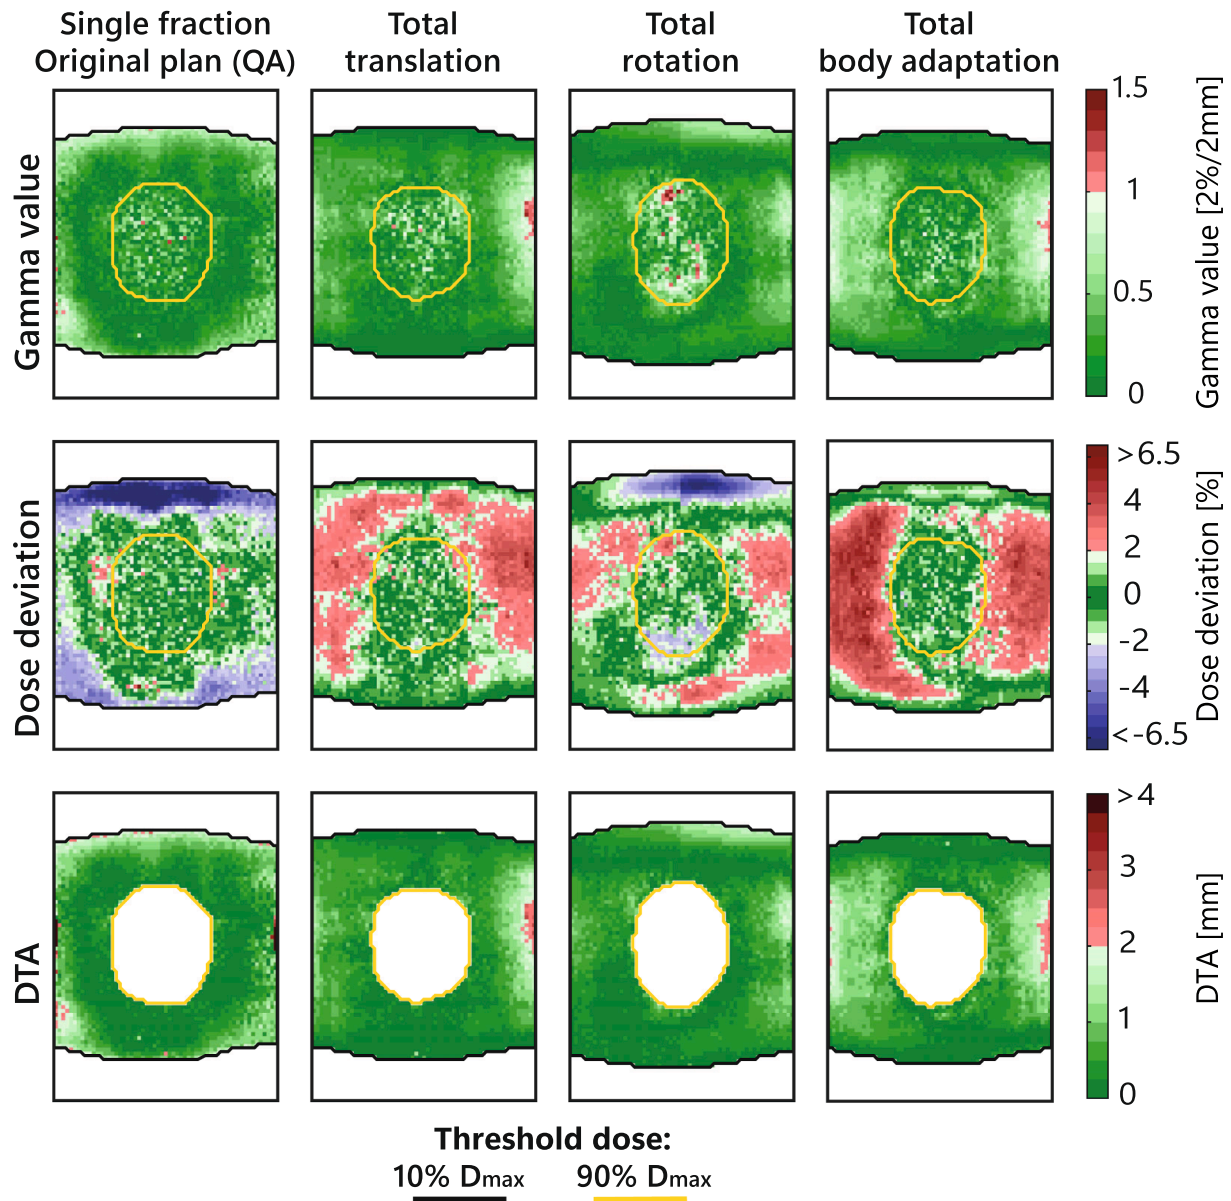 Single fraction
Original plan (QA)
Total
translation
Total
rotation
Total
body adaptation
Gamma value
1.5
1
0.5
0
Gamma value [2%/2mm]
Dose deviation
>6.5
4
2
0
-2
-4
<-6.5
Dose deviation [%]
DTA
>4
3
2
1
0
DTA [mm]
Threshold dose:
10% Dmax
90% Dmax